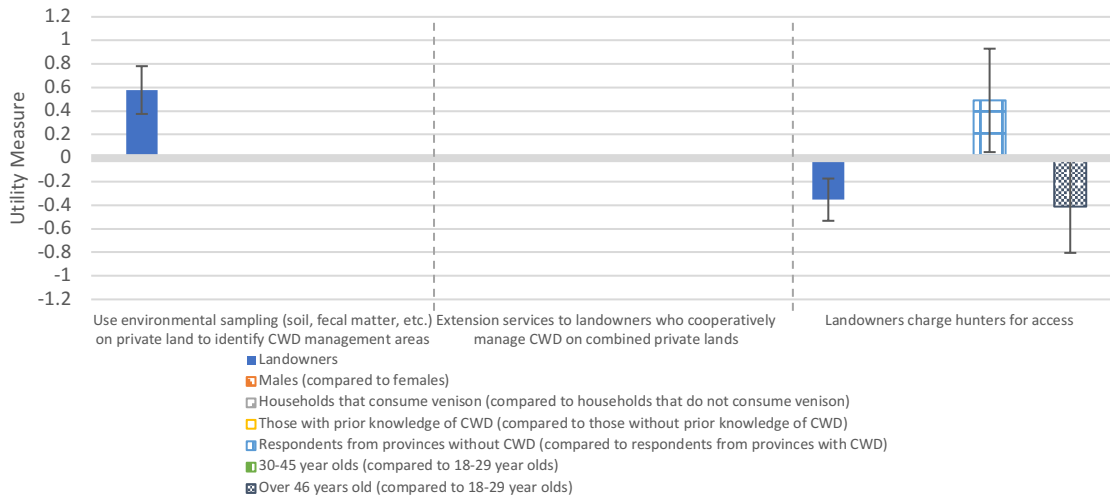 1.2
1
0.8
0.6
0.4
0.2
0
-0.2
-0.4
-0.6
-0.8
-1
-1.2
Utility Measure
Use environmental sampling (soil, fecal matter, etc.)
on private land to identify CWD management areas
Extension services to landowners who cooperatively
manage CWD on combined private lands
Landowners charge hunters for access
Landowners
Males (compared to females)
Households that consume venison (compared to households that do not consume venison)
Those with prior knowledge of CWD (compared to those without prior knowledge of CWD)
Respondents from provinces without CWD (compared to respondents from provinces with CWD)
30-45 year olds (compared to 18-29 year olds)
Over 46 years old (compared to 18-29 year olds)